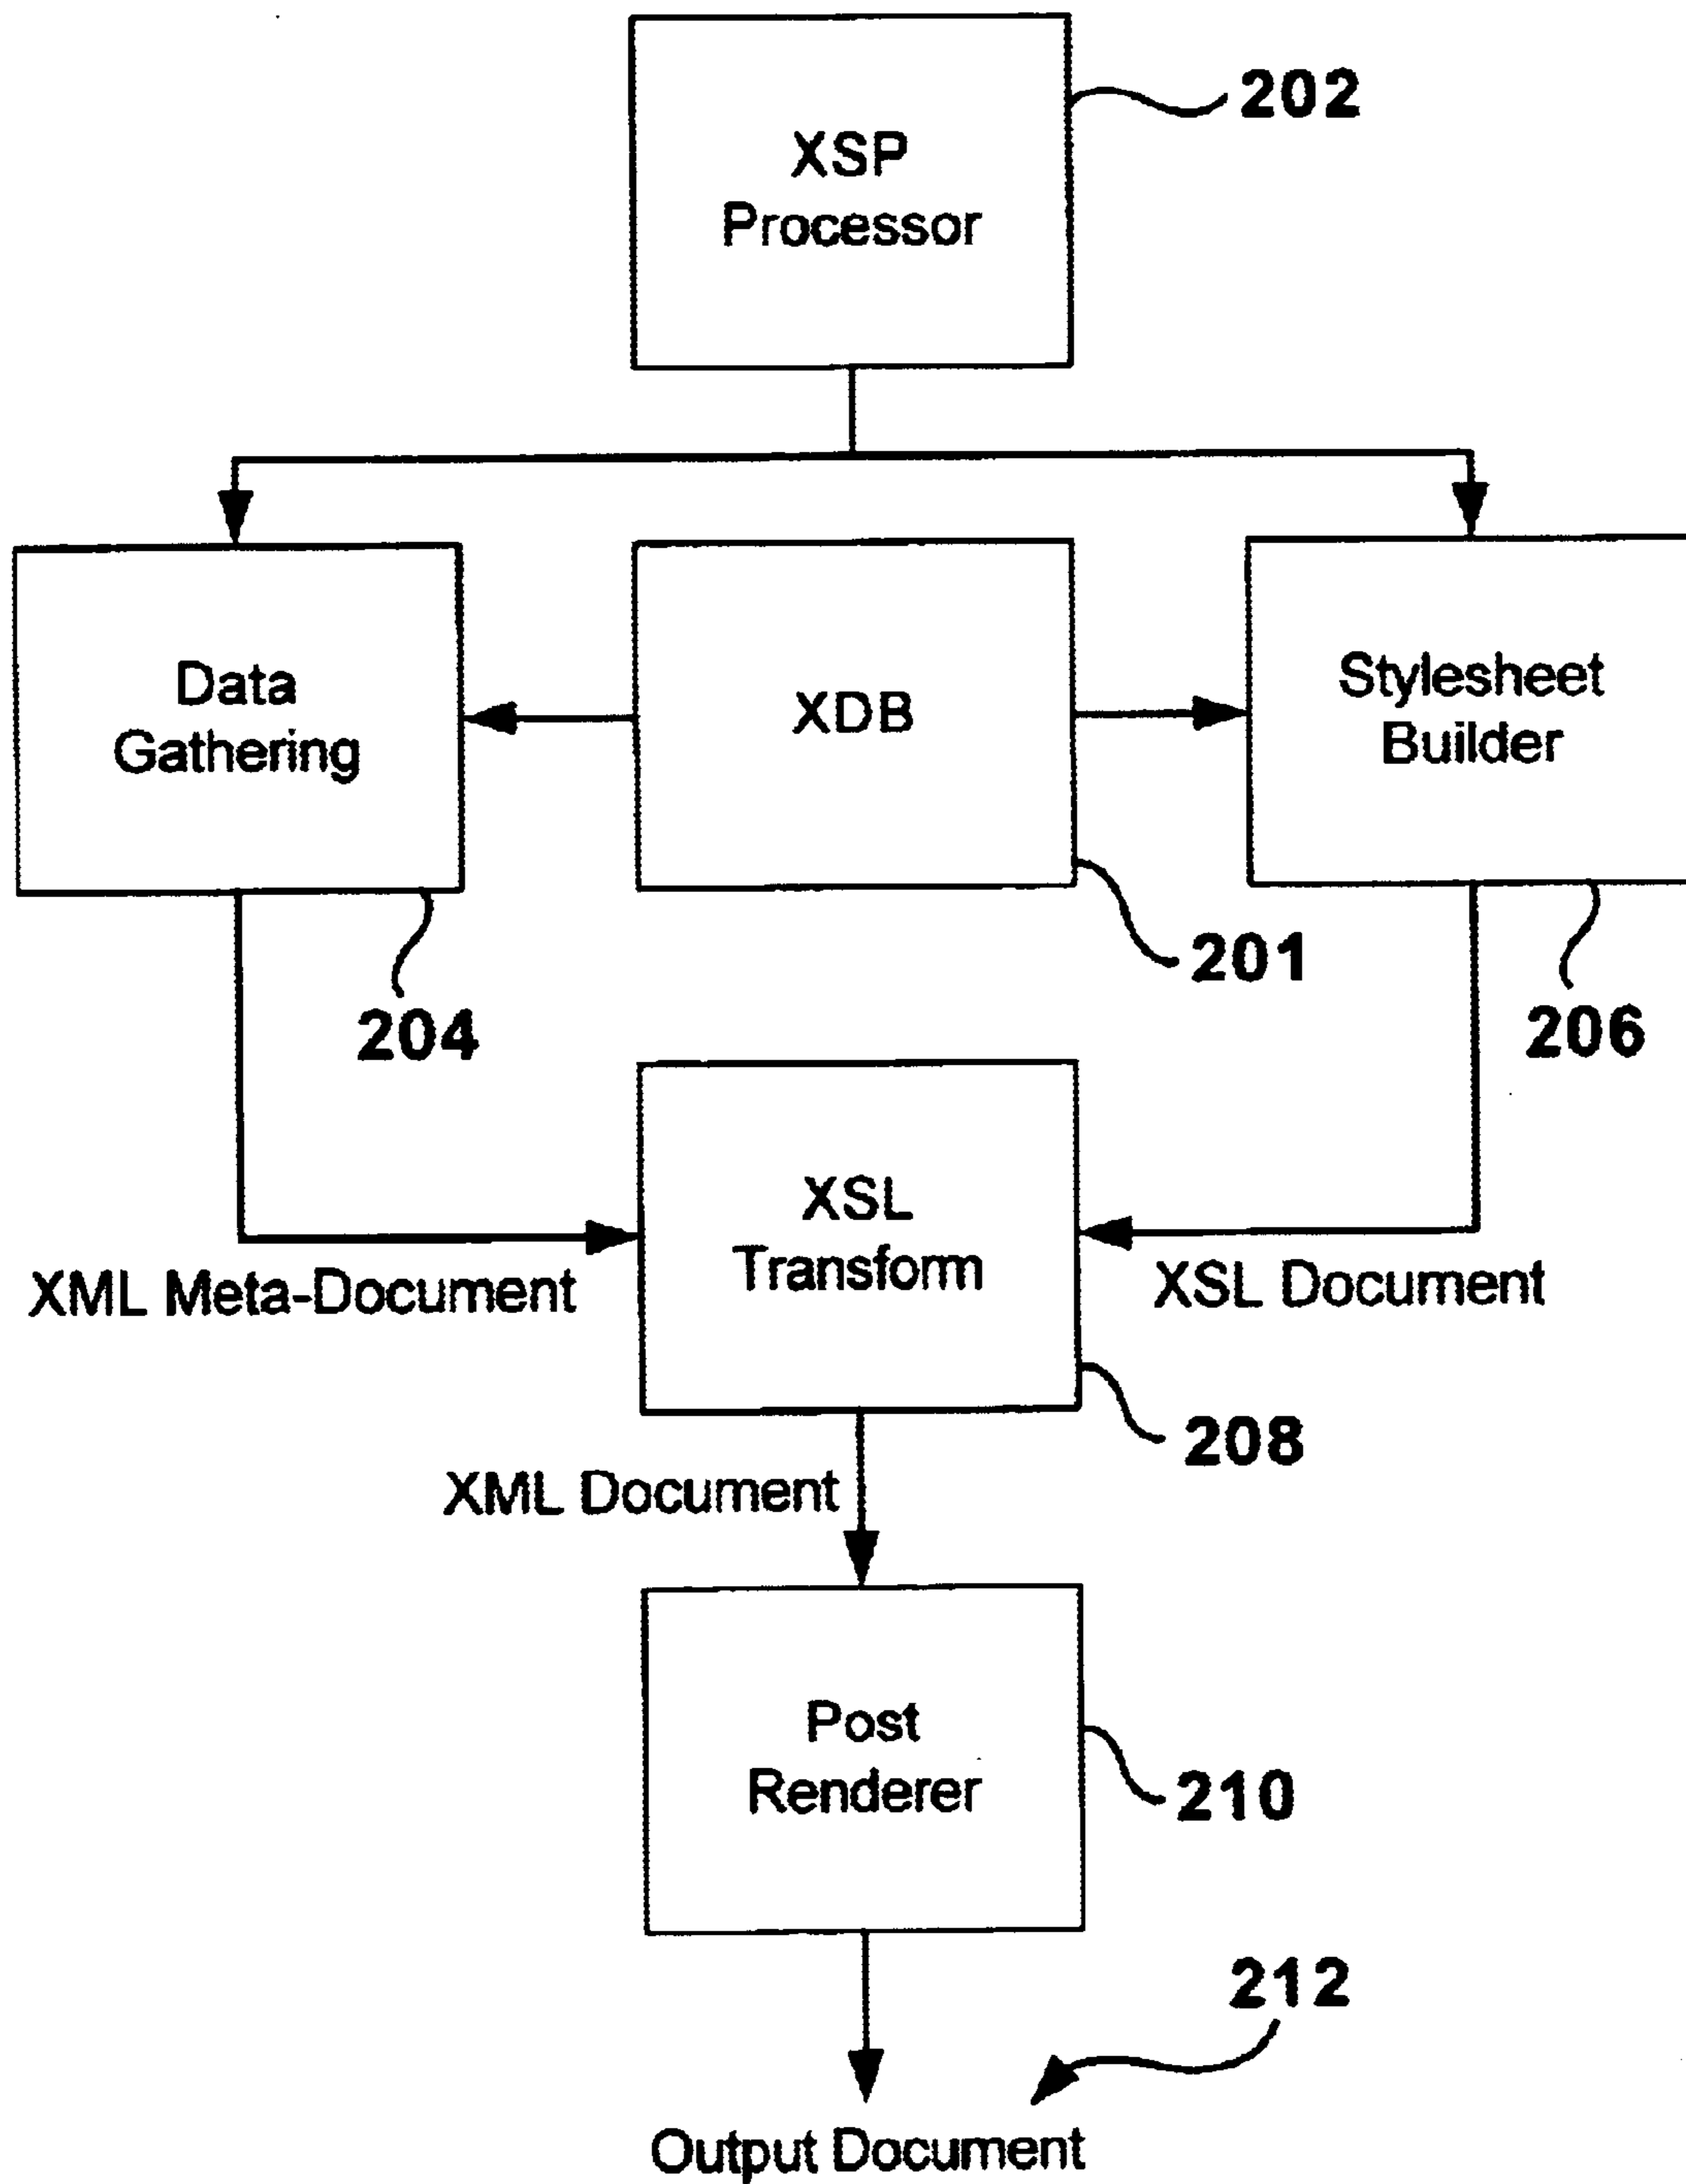 202
XSP
Processor
Data
Gathering
XDB
Stylesheet
Builder
201
204
206
XSL
Transform
XML Meta-Document
XSL Document
208
XML Document
Post
Renderer
210
212
Output Document